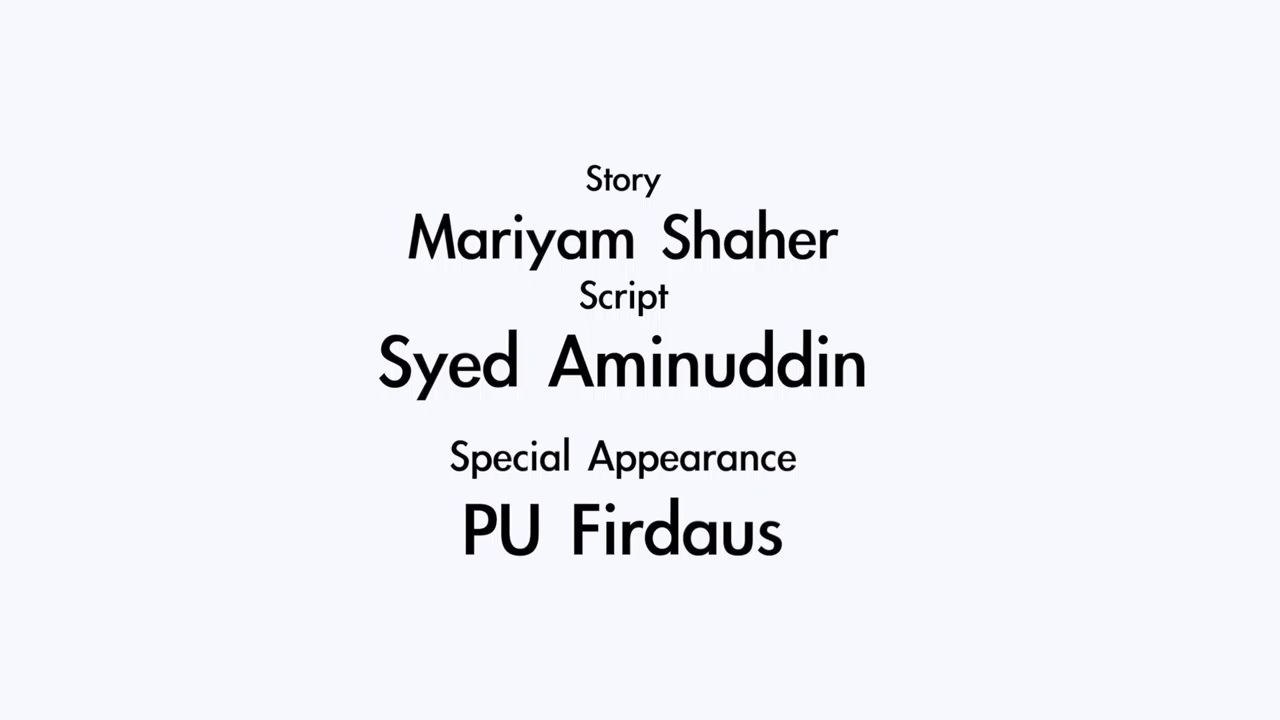 Story
Mariyam Shaher
Script
Syed Aminuddin
Special Appearance
PU Firdaus